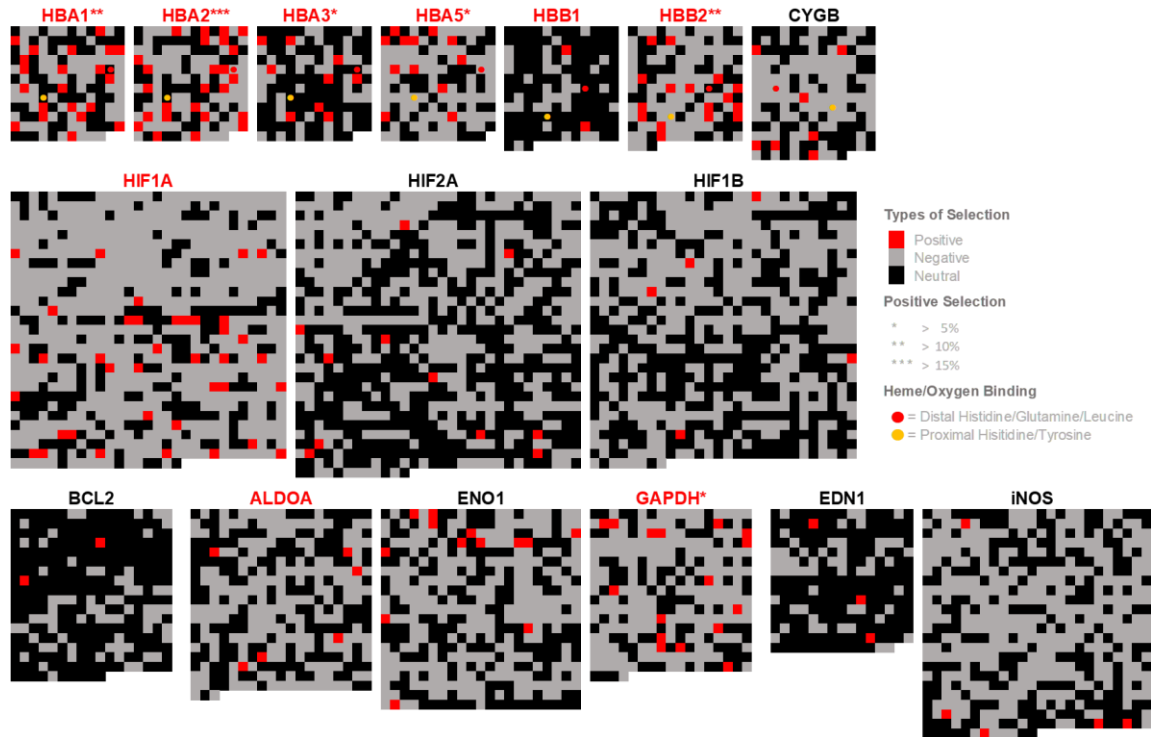 HBA1** HBA2*** HBA3* HBA5* HBB1 HBB2** CYGB
HIF1A HIF2A HIF1B
Types of Selection
Positive
Negative
Neutral
Positive Selection
* > 5%
** > 10%
*** > 15%
Heme/Oxygen Binding
= Distal Histidine/Glutamine/Leucine
= Proximal Hisitidine/Tyrosine
BCL2 ALDOA ENO1 GAPDH* EDN1 iNOS